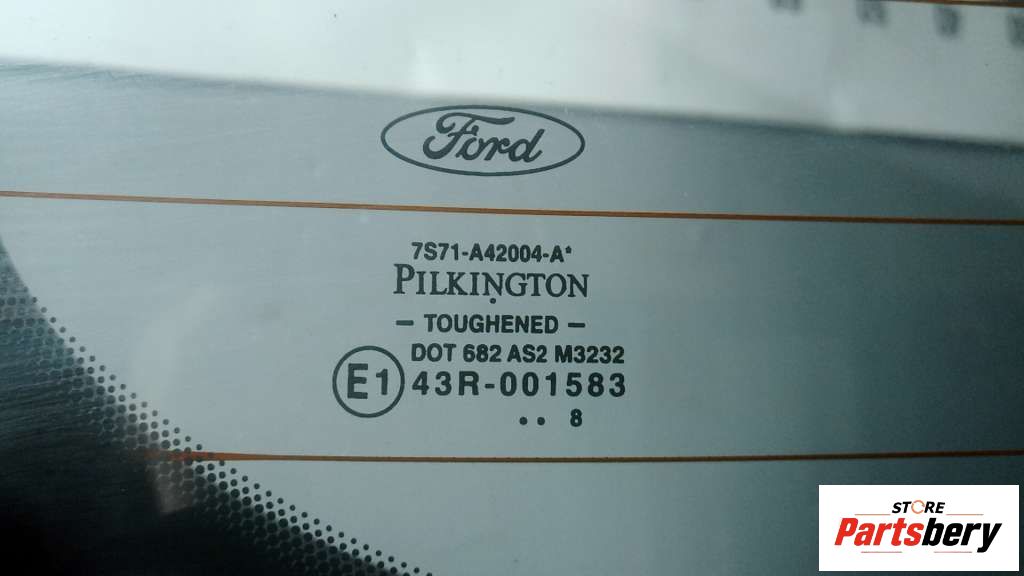 Ford
7S71-A42004-A*
PILKINGTON
- TOUGHENED -
DOT 682 AS2 M3232
E1 43R-001583
.. 8
STORE
Partsbery